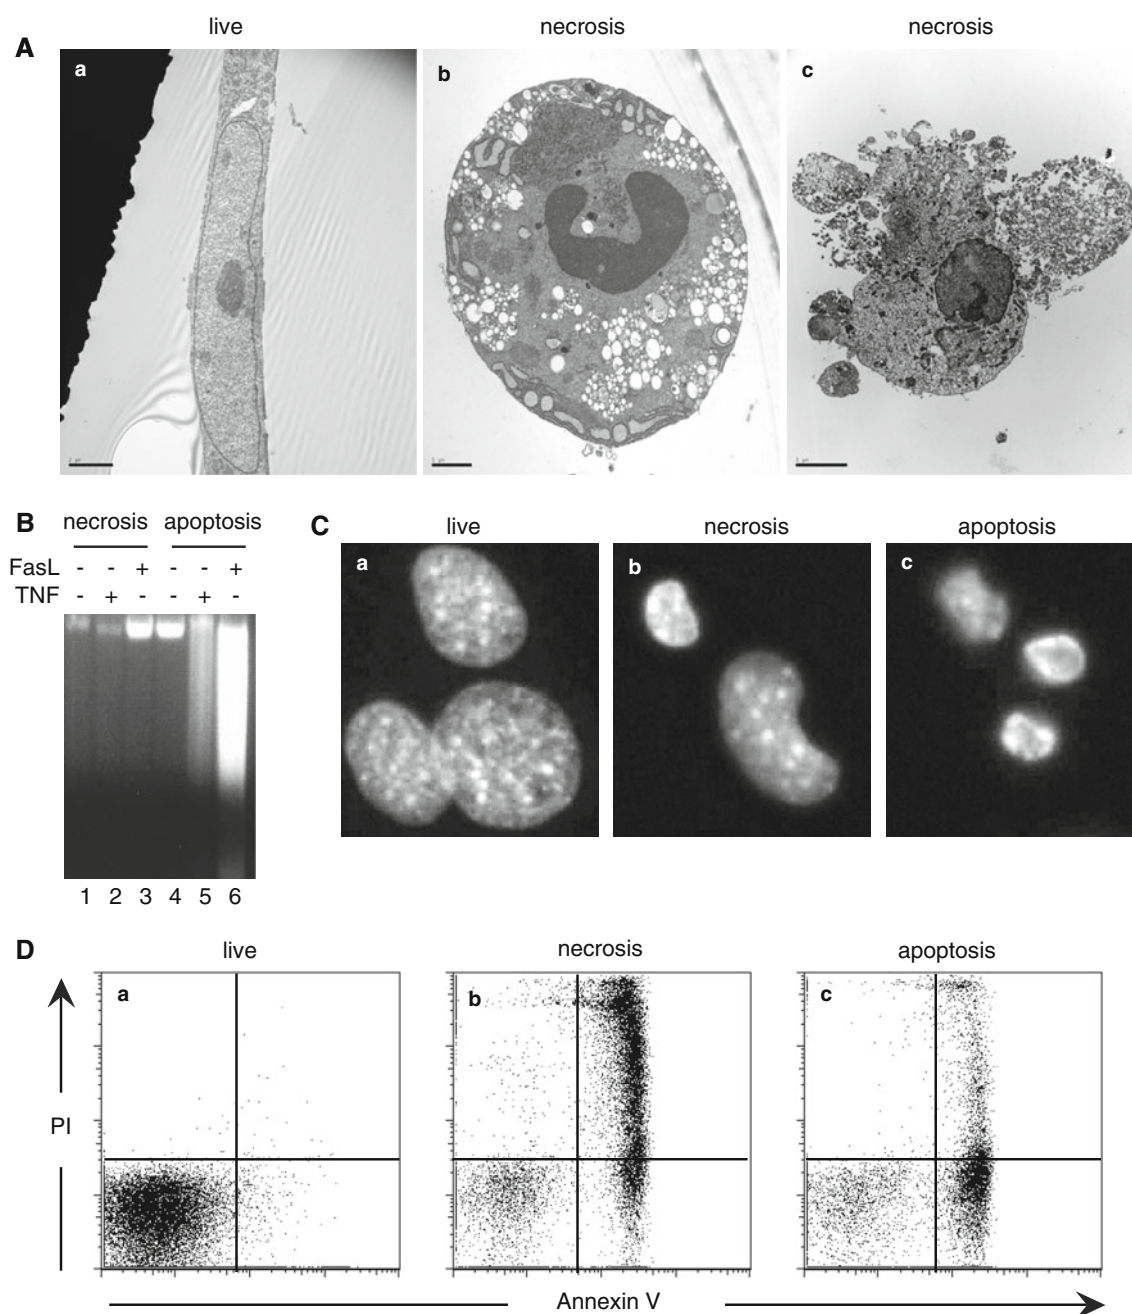 A
live
necrosis
necrosis
a
b
c
B
necrosis apoptosis
FasL - - + - - +
TNF - + - - + -
1 2 3 4 5 6
C
live
necrosis
apoptosis
a
b
c
D
live
necrosis
apoptosis
a
b
c
PI
Annexin V